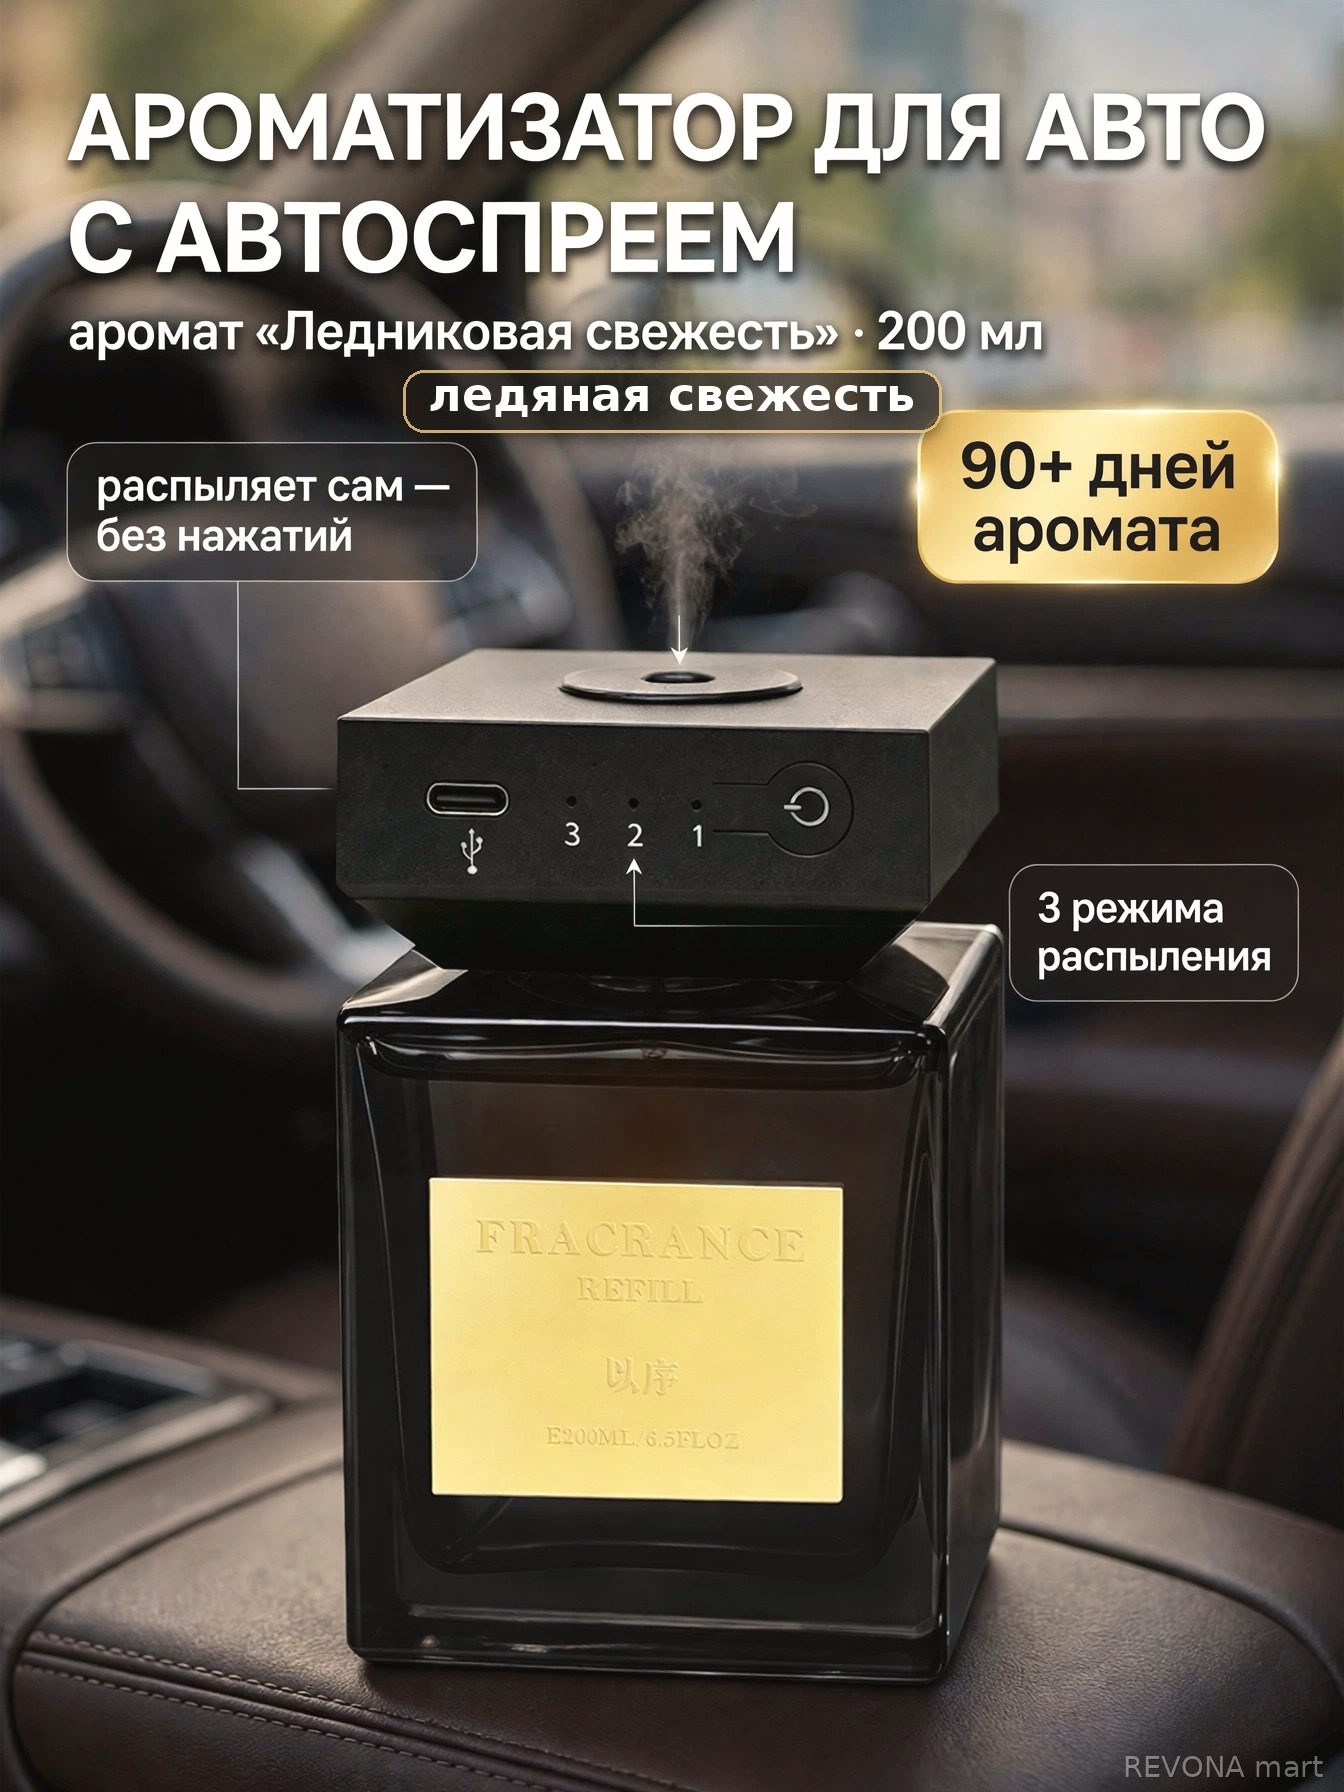 АРОМАТИЗАТОР ДЛЯ АВТО
С АВТОСПРЕЕМ
аромат «Ледниковая свежесть» · 200 мл
ледяная свежесть
распыляет сам —
без нажатий
90+ дней
аромата
3 2 1
3 режима
распыления
FRAGRANCE
REFILL
以序
E200ML/6.5FLOZ
REVONA mart